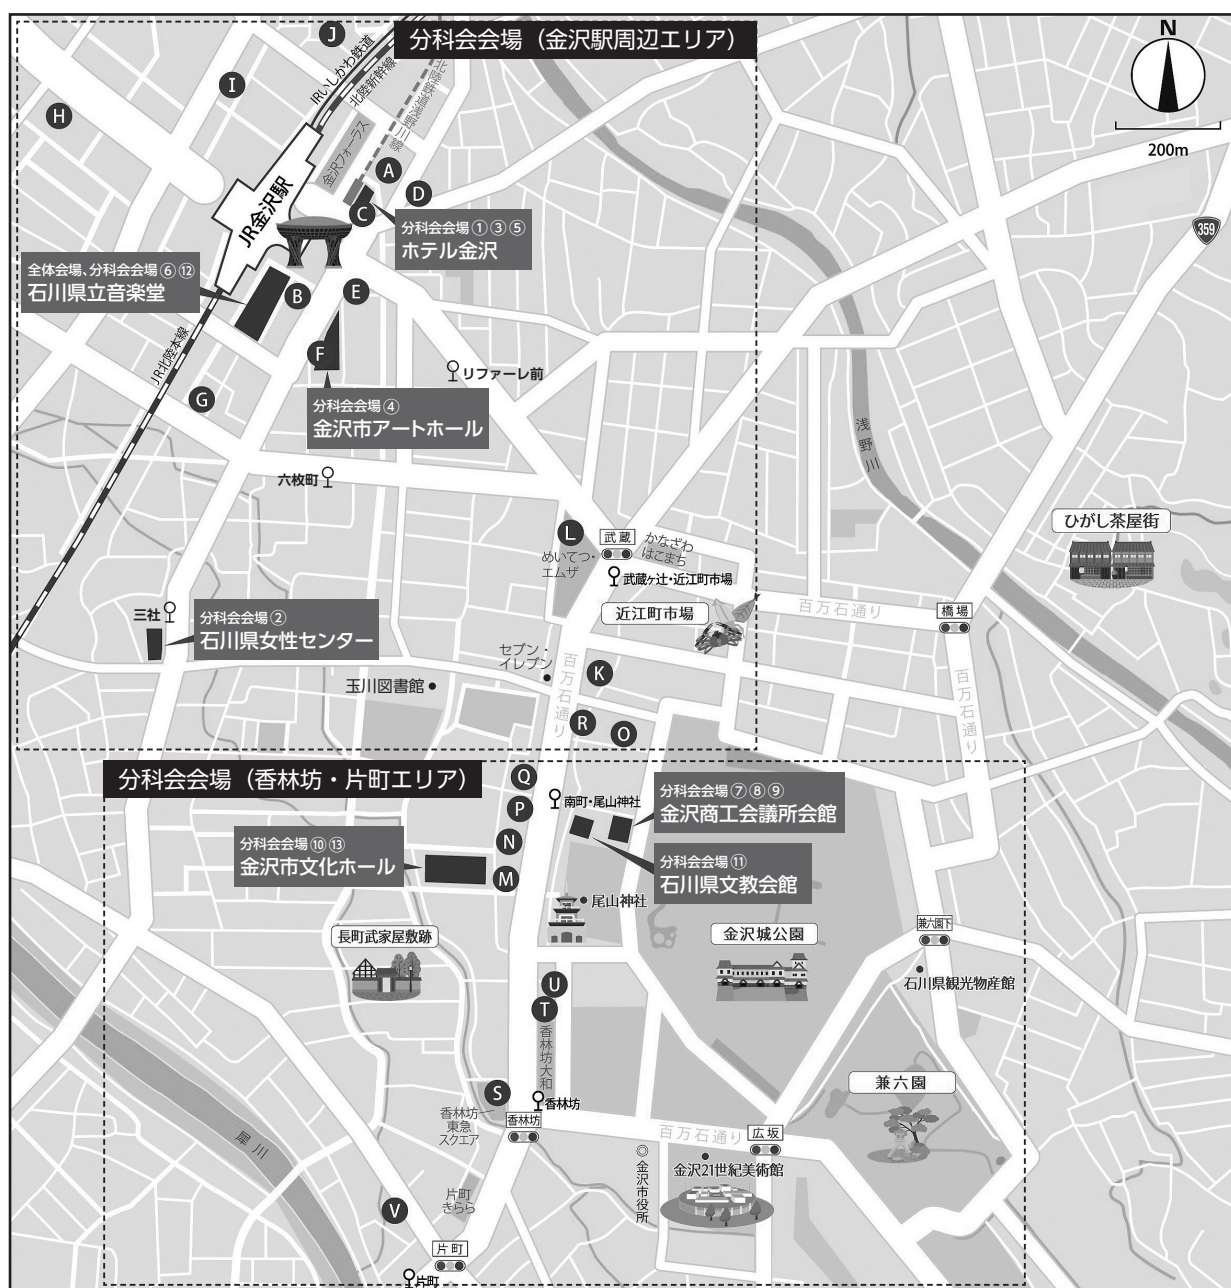 J
分科会会場（金沢駅周辺エリア）
N
200m
I
IRいしかわ鉄道
北陸新幹線
北陸鉄道浅野川線
H
金沢フォーラス
A
D
JR金沢駅
C
分科会会場①③⑤
ホテル金沢
359
全体会場、分科会会場⑥⑫
石川県立音楽堂
B
E
JR北陸本線
F
リファーレ前
G
分科会会場④
金沢市アートホール
浅野川
六枚町
ひがし茶屋街
L
武蔵
かなざわ
はこまち
めいてつ・
エムザ
武蔵ヶ辻・近江町市場
三社
分科会会場②
石川県女性センター
近江町市場
百万石通り
橋場
セブン・
イレブン
百万石通り
K
玉川図書館
百万石通り
R
O
分科会会場（香林坊・片町エリア）
Q
P
南町・尾山神社
分科会会場⑦⑧⑨
金沢商工会議所会館
N
分科会会場⑩⑬
金沢市文化ホール
M
分科会会場⑪
石川県文教会館
尾山神社
長町武家屋敷跡
金沢城公園
兼六園下
石川県観光物産館
U
T
香林坊大和
兼六園
S
香林坊
香林坊
東急
スクエア
香林坊
百万石通り
広坂
犀川
◎金沢市役所
金沢21世紀美術館
片町
きらら
V
片町
片町